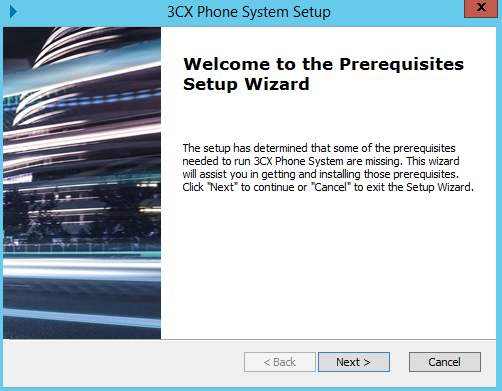 3CX Phone System Setup
x
Welcome to the Prerequisites
Setup Wizard
The setup has determined that some of the prerequisites
needed to run 3CX Phone System are missing. This wizard
will assist you in getting and installing those prerequisites.
Click "Next" to continue or "Cancel" to exit the Setup Wizard.
< Back
Next >
Cancel